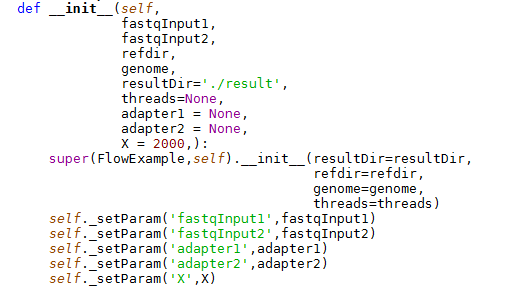 def __init__(self,
             fastqInput1,
             fastqInput2,
             refdir,
             genome,
             resultDir='./result',
             threads=None,
             adapter1 = None,
             adapter2 = None,
             X = 2000,):
    super(FlowExample,self).__init__(resultDir=resultDir,
                                     refdir=refdir,
                                     genome=genome,
                                     threads=threads)
    self._setParam('fastqInput1',fastqInput1)
    self._setParam('fastqInput2',fastqInput2)
    self._setParam('adapter1',adapter1)
    self._setParam('adapter2',adapter2)
    self._setParam('X',X)